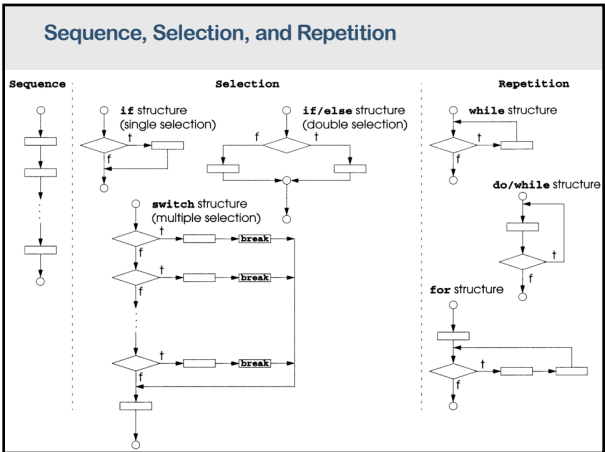 Sequence, Selection, and Repetition
Sequence
Selection
Repetition
if structure
(single selection)
t
f
if/else structure
(double selection)
f
t
switch structure
(multiple selection)
t
break
f
t
break
f
t
break
f
while structure
t
f
do/while structure
t
f
for structure
t
f